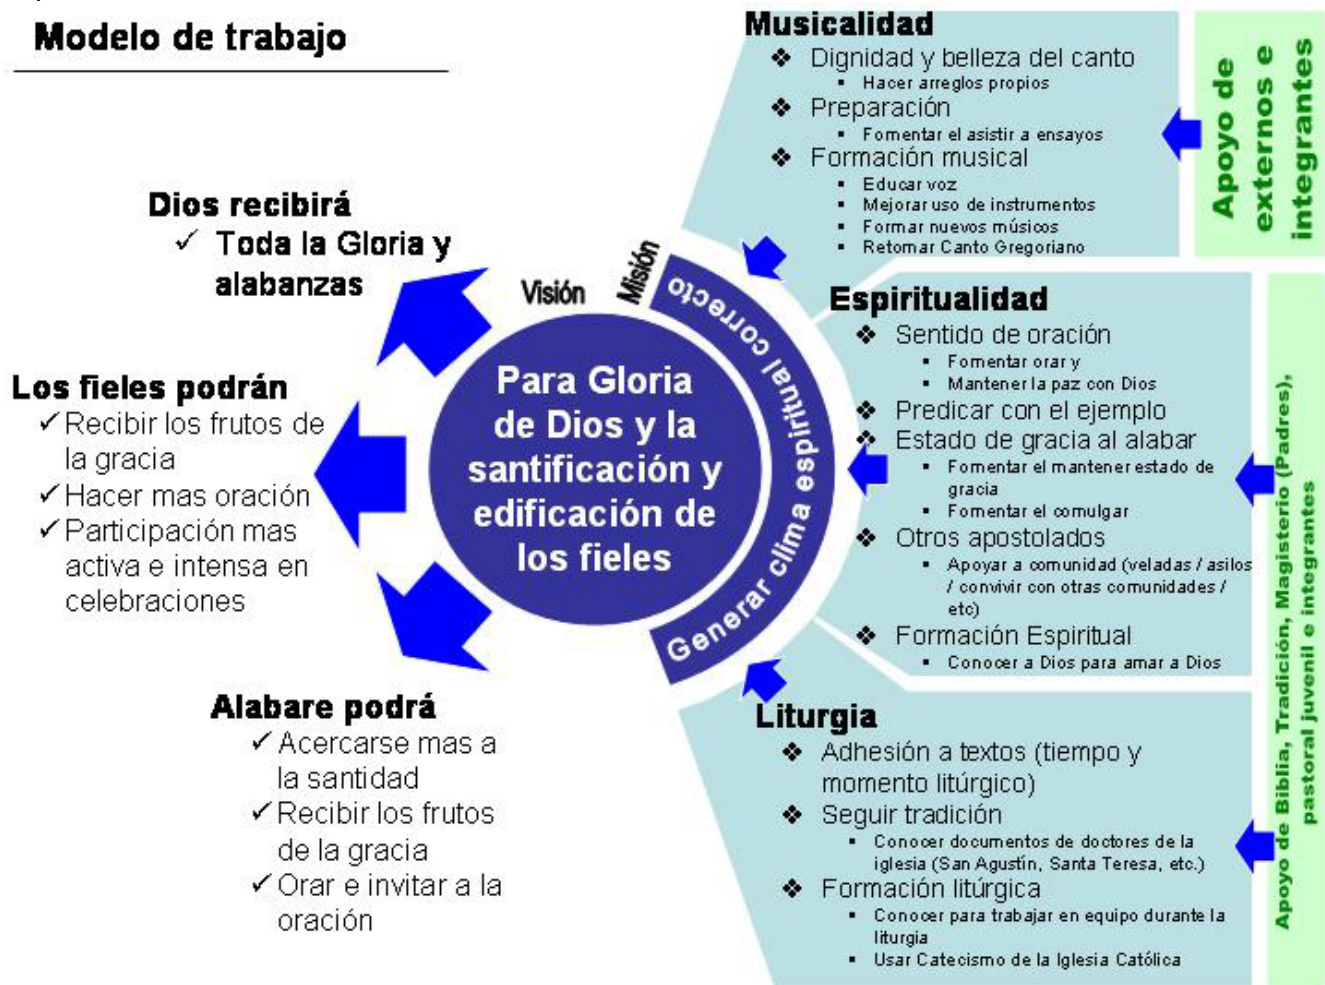 Modelo de trabajo
Dios recibirá
Toda la Gloria y
alabanzas
Los fieles podrán
Recibir los frutos de
la gracia
Hacer mas oración
Participación mas
activa e intensa en
celebraciones
Alabare podrá
Acercarse mas a
la santidad
Recibir los frutos
de la gracia
Orar e invitar a la
oración
Visión
Para Gloria
de Dios y la
santificación y
edificación de
los fieles
Misión
Generar clima espiritual correcto
Musicalidad
Dignidad y belleza del canto
Hacer arreglos propios
Preparación
Fomentar el asistir a ensayos
Formación musical
Educar voz
Mejorar uso de instrumentos
Formar nuevos músicos
Retomar Canto Gregoriano
Espiritualidad
Sentido de oración
Fomentar orar y
Mantener la paz con Dios
Predicar con el ejemplo
Estado de gracia al alabar
Fomentar el mantener estado de
gracia
Fomentar el comulgar
Otros apostolados
Apoyar a comunidad (veladas / asilos
/ convivir con otras comunidades /
etc)
Formación Espiritual
Conocer a Dios para amar a Dios
Liturgia
Adhesión a textos (tiempo y
momento litúrgico)
Seguir tradición
Conocer documentos de doctores de la
iglesia (San Agustín, Santa Teresa, etc.)
Formación litúrgica
Conocer para trabajar en equipo durante la
liturgia
Usar Catecismo de la Iglesia Católica
Apoyo de
externos e
integrantes
Apoyo de Biblia, Tradición, Magisterio (Padres),
pastoral juvenil e integrantes